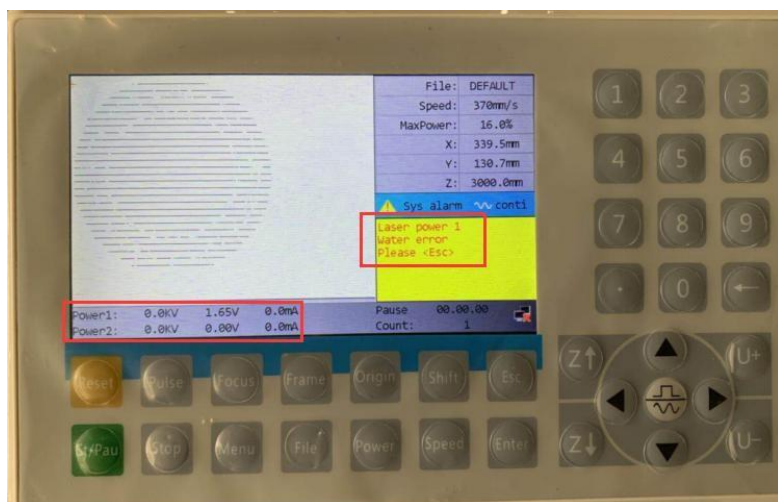 File: DEFAULT
Speed: 370mm/s
MaxPower: 16.0%
X: 339.5mm
Y: 130.7mm
Z: 3000.0mm
Sys alarm conti
Laser power 1
Water error
Please <Esc>
Power1: 0.0KV 1.65V 0.0mA
Power2: 0.0KV 0.00V 0.0mA
Pause 00.00.00
Count: 1
1 2 3
4 5 6
7 8 9
. 0 ←
Reset Pulse Focus Frame Origin Shift Esc
St/Pau Stop Menu File Power Speed Enter
Z↑ U+
Z↓ U-